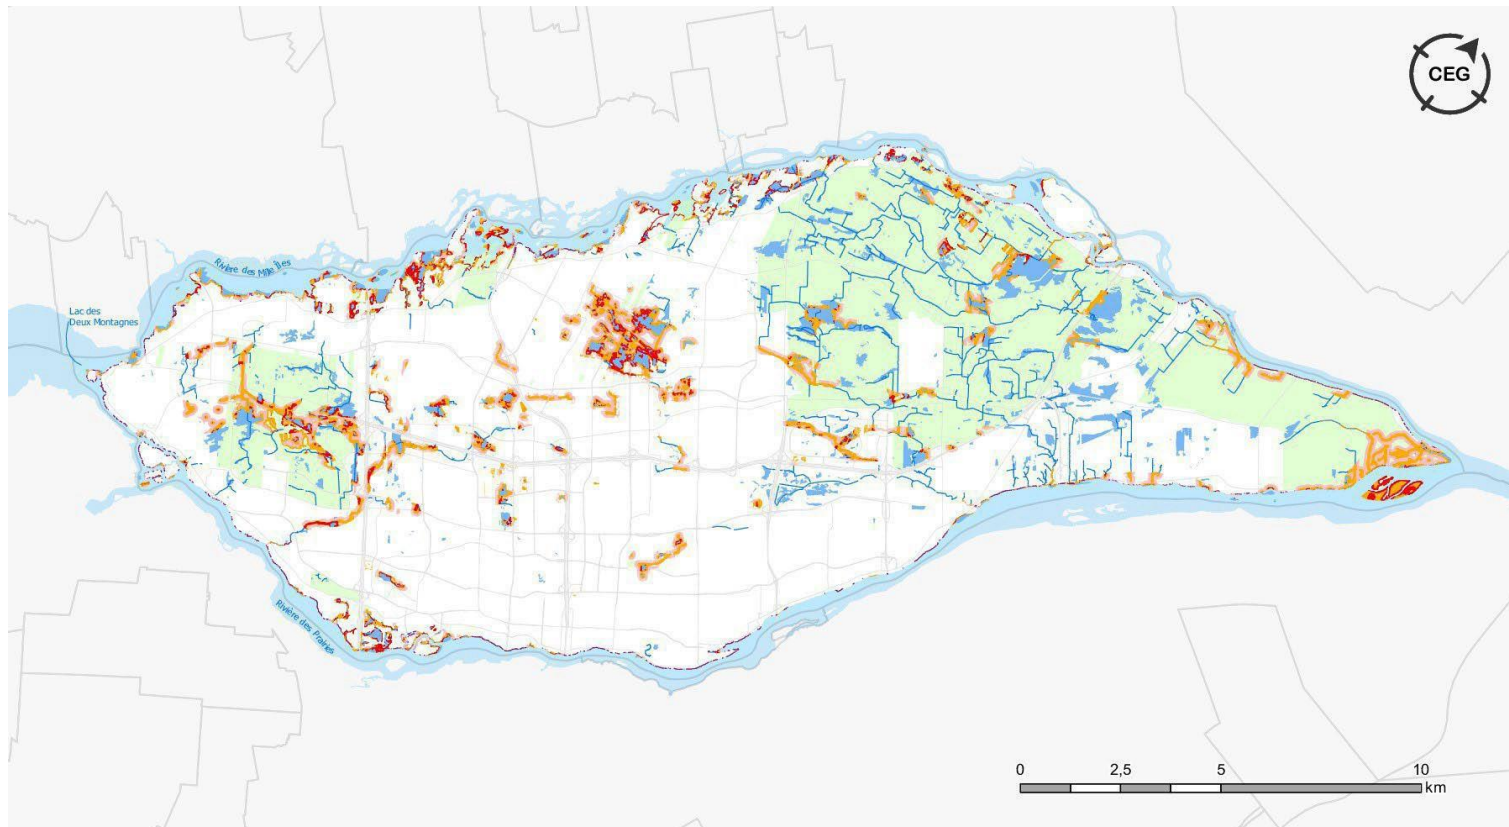 CEG
Rivière des Mille Îles
Lac des
Deux Montagnes
Rivière des Prairies
0 2,5 5 10
km